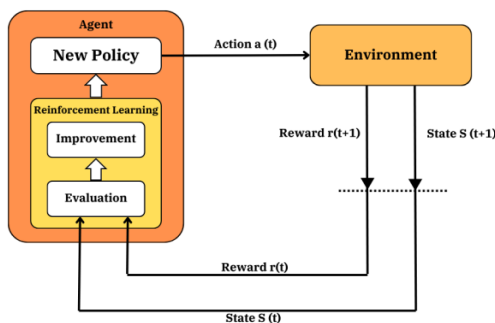 Agent
New Policy
Action a (t)
Environment
Reinforcement Learning
Improvement
Evaluation
Reward r(t+1)
State S (t+1)
Reward r(t)
State S (t)